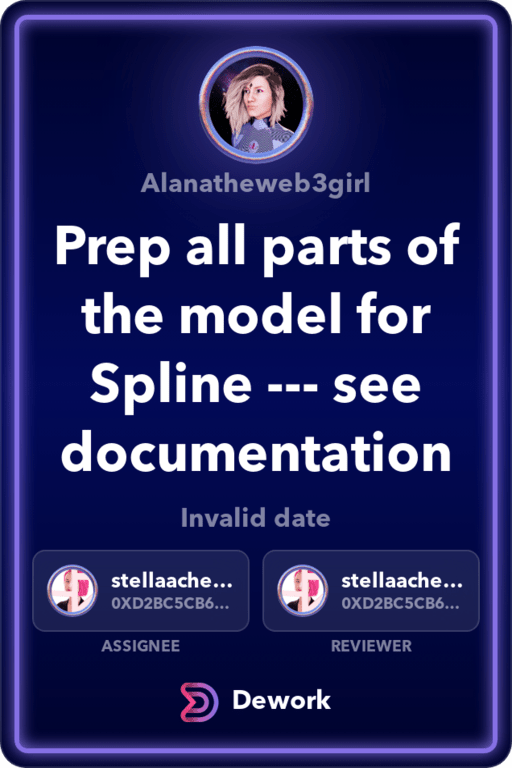 Alanatheweb3girl
Prep all parts of
the model for
Spline --- see
documentation
Invalid date
stellaache... stellaache...
0XD2BC5CB6... 0XD2BC5CB6...
ASSIGNEE REVIEWER
Dework